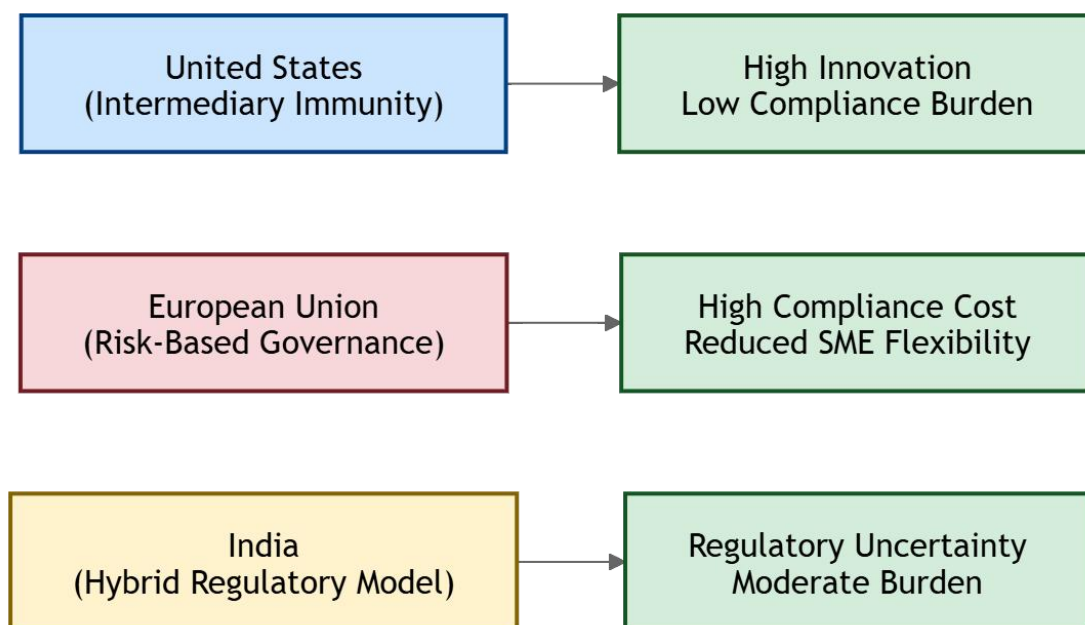 United States
(Intermediary Immunity)
High Innovation
Low Compliance Burden
European Union
(Risk-Based Governance)
High Compliance Cost
Reduced SME Flexibility
India
(Hybrid Regulatory Model)
Regulatory Uncertainty
Moderate Burden